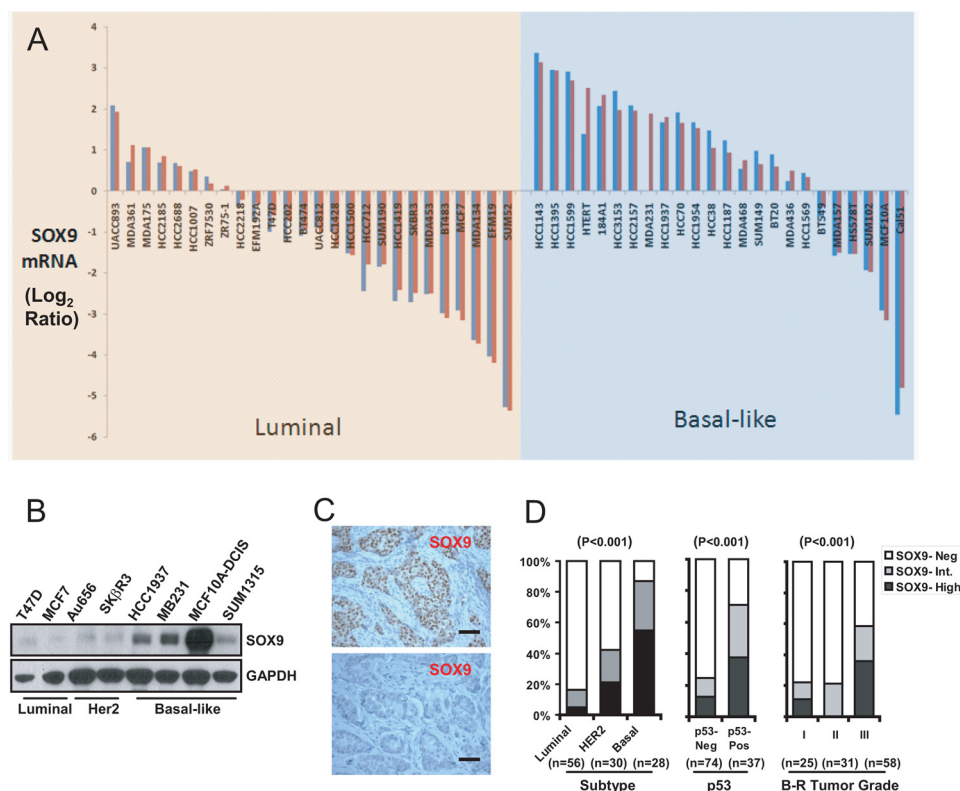 A
4
3
2
1
0
-1
-2
-3
-4
-5
-6
SOX9
mRNA
(Log2
Ratio)
UACC893
MDA361
MDA175
HCC2185
HCC2688
HCC1007
ZRF7530
ZR75-1
HCC2218
EFM192A
T47D
HCC202
BT474
UACC812
HCC1428
HCC1500
HCC712
SUM190
HCC1419
SKBR3
MDA453
BT483
MCF7
MDA134
EFM19
SUM52
HCC143
HCC1395
HCC1599
HTERT
184A1
HCC3153
HCC2157
MDA231
HCC1937
HCC70
HCC1954
HCC38
HCC1187
MDA468
SUM149
BT20
MDAI436
HCC1569
BT549
MDA157
HS578T
SUM102
MCF10A
Cal51
Luminal
Basal-like
B
T47D
MCF7
Au656
SKβR3
HCC1937
MB231
MCF10A-DCIS
SUM1315
SOX9
GAPDH
Luminal
Her2
Basal-like
C
SOX9
SOX9
D
(P<0.001)
(P<0.001)
(P<0.001)
SOX9- Neg
SOX9- Int.
SOX9- High
100%
80%
60%
40%
20%
0%
Luminal
HER2
Basal
p53-
Neg
p53-
Pos
I
II
III
(n=56) (n=30) (n=28)
(n=74) (n=37)
(n=25) (n=31) (n=58)
Subtype
p53
B-R Tumor Grade